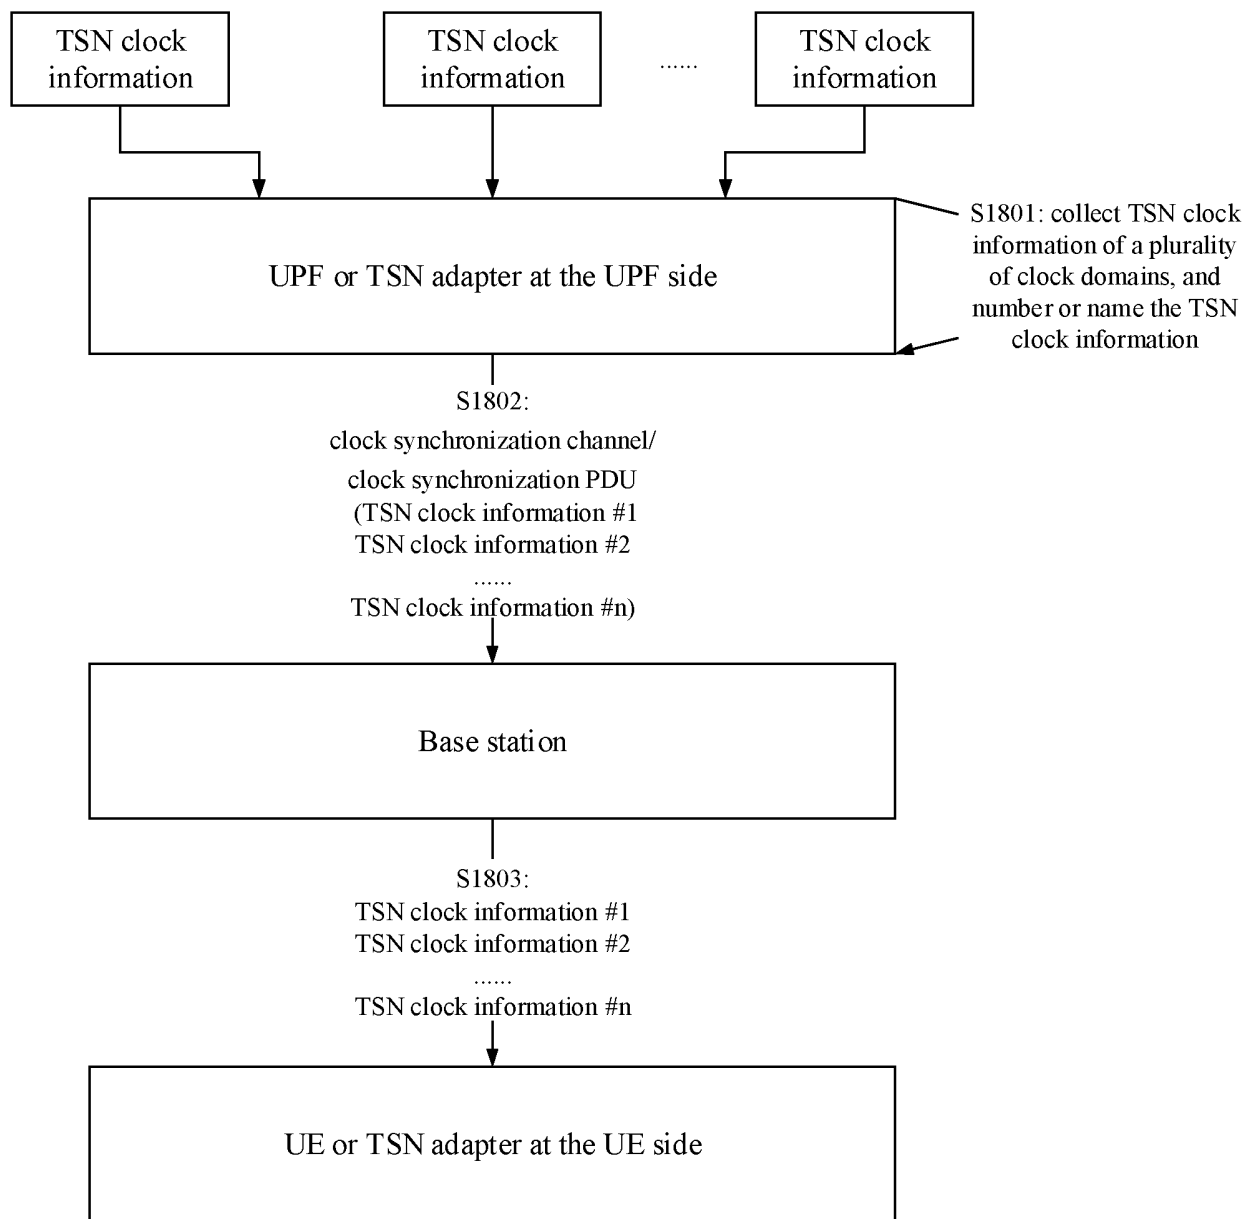 TSN clock
information
TSN clock
information
......
TSN clock
information
UPF or TSN adapter at the UPF side
S1801: collect TSN clock
information of a plurality
of clock domains, and
number or name the TSN
clock information
S1802:
clock synchronization channel/
clock synchronization PDU
(TSN clock information #1
TSN clock information #2
......
TSN clock information #n)
Base station
S1803:
TSN clock information #1
TSN clock information #2
......
TSN clock information #n
UE or TSN adapter at the UE side